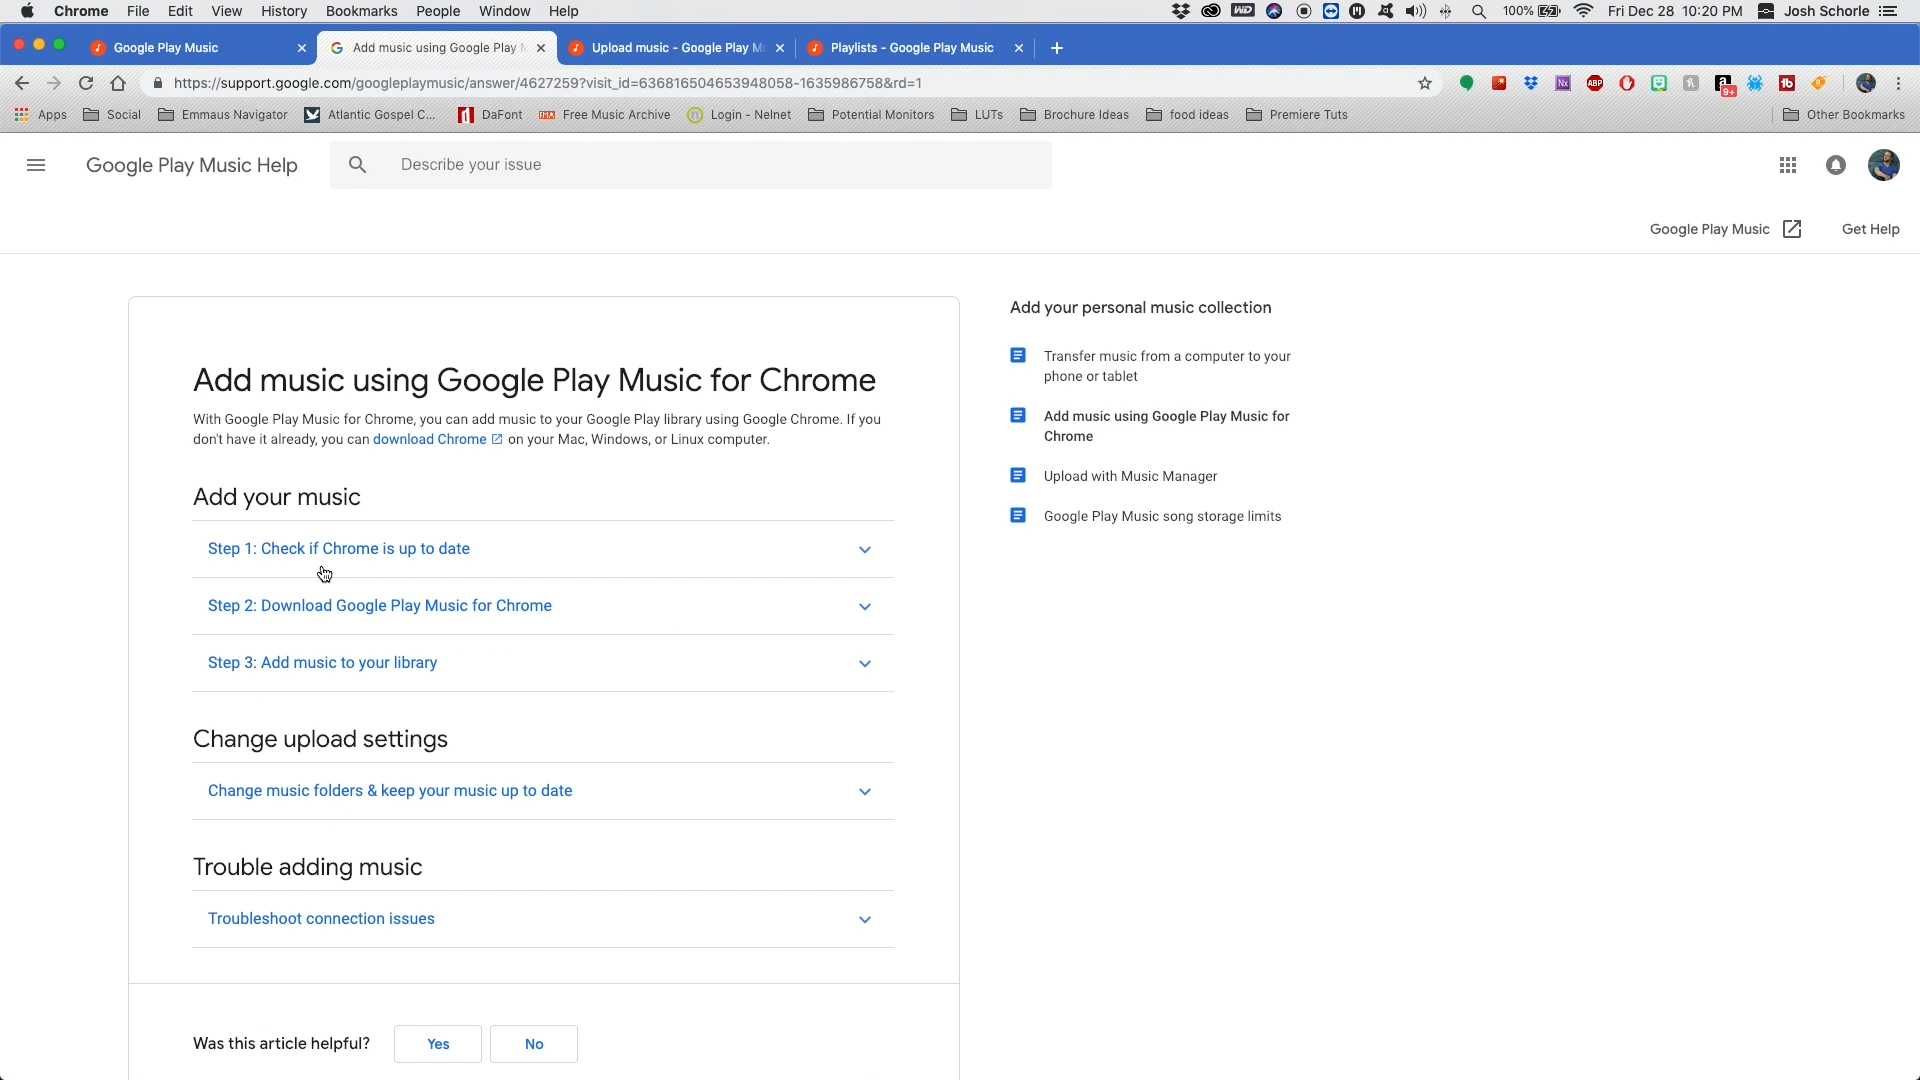 Chrome File Edit View History Bookmarks People Window Help
100% Fri Dec 28 10:20 PM Josh Schorle
Google Play Music
Add music using Google Play M
Upload music - Google Play Mu
Playlists - Google Play Music
https://support.google.com/googleplaymusic/answer/4627259?visit_id=636816504653948058-1635986758&rd=1
Apps Social Emmaus Navigator Atlantic Gospel C... DaFont Free Music Archive Login - Nelnet Potential Monitors LUTs Brochure Ideas food ideas Premiere Tuts Other Bookmarks
Google Play Music Help
Describe your issue
Google Play Music
Get Help
Add music using Google Play Music for Chrome
With Google Play Music for Chrome, you can add music to your Google Play library using Google Chrome. If you
don't have it already, you can download Chrome on your Mac, Windows, or Linux computer.
Add your music
Step 1: Check if Chrome is up to date
Step 2: Download Google Play Music for Chrome
Step 3: Add music to your library
Change upload settings
Change music folders & keep your music up to date
Trouble adding music
Troubleshoot connection issues
Was this article helpful?
Yes
No
Add your personal music collection
Transfer music from a computer to your
phone or tablet
Add music using Google Play Music for
Chrome
Upload with Music Manager
Google Play Music song storage limits